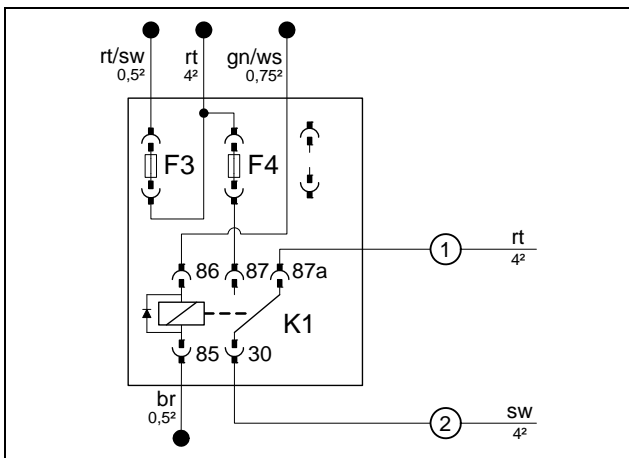 rt/sw rt gn/ws
0,5² 4² 0,75²
F3 F4
1 rt
4²
86 87 87a
K1
85 30
br
0,5²
2 sw
4²